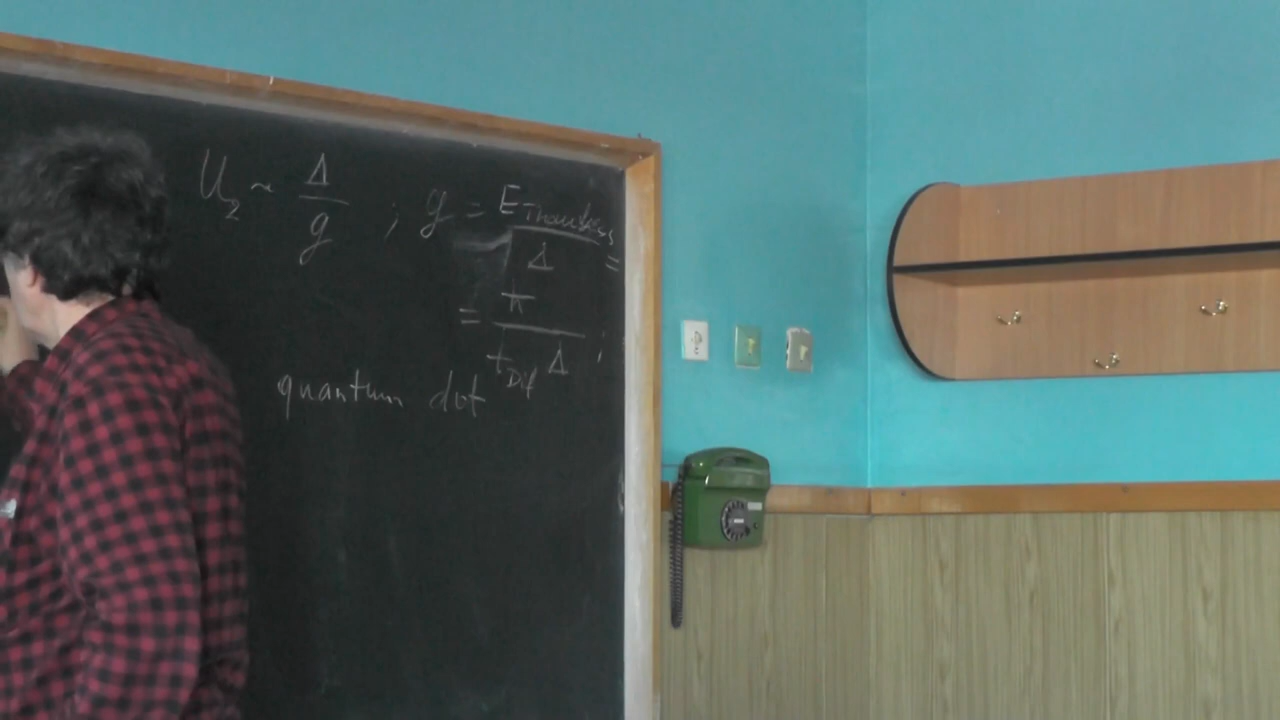 U₂ ~ Δ/g ; g = E_Thouless/Δ =
= π/(t_Dif Δ) ;
quantum dot